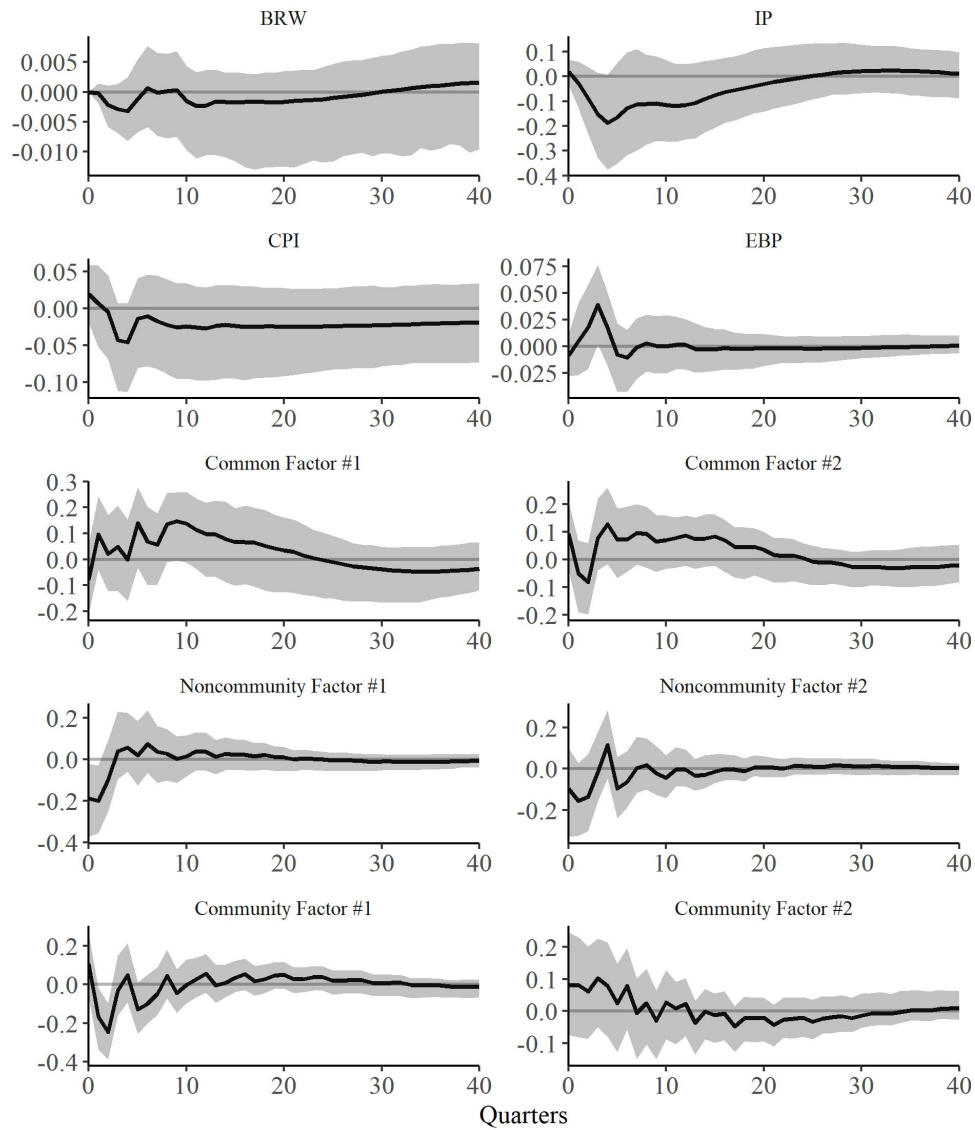 BRW
0.005
0.000
-0.005
-0.010
0 10 20 30 40
IP
0.1
0.0
-0.1
-0.2
-0.3
-0.4
0 10 20 30 40
CPI
0.05
0.00
-0.05
-0.10
0 10 20 30 40
EBP
0.075
0.050
0.025
0.000
-0.025
0 10 20 30 40
Common Factor #1
0.3
0.2
0.1
0.0
-0.1
-0.2
0 10 20 30 40
Common Factor #2
0.2
0.1
0.0
-0.1
-0.2
0 10 20 30 40
Noncommunity Factor #1
0.2
0.0
-0.2
-0.4
0 10 20 30 40
Noncommunity Factor #2
0.2
0.0
-0.2
0 10 20 30 40
Community Factor #1
0.2
0.0
-0.2
-0.4
0 10 20 30 40
Community Factor #2
0.2
0.1
0.0
-0.1
0 10 20 30 40
Quarters